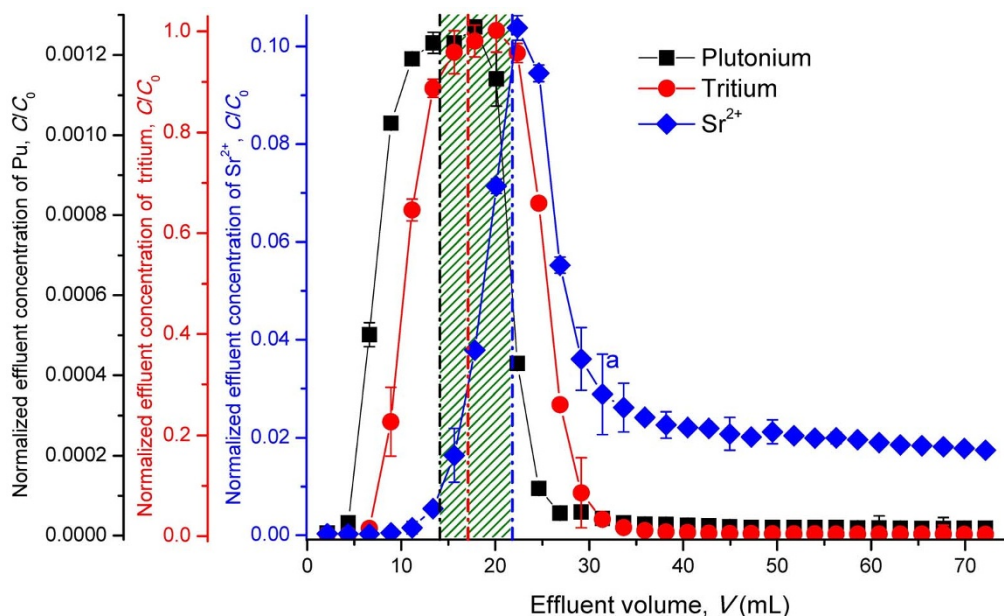 Normalized effluent concentration of Pu, C/C₀
0.0012
0.0010
0.0008
0.0006
0.0004
0.0002
0.0000
Normalized effluent concentration of tritium, C/C₀
1.0
0.8
0.6
0.4
0.2
0.0
Normalized effluent concentration of Sr²⁺, C/C₀
0.10
0.08
0.06
0.04
0.02
0.00
Plutonium
Tritium
Sr²⁺
a
0 10 20 30 40 50 60 70
Effluent volume, V (mL)